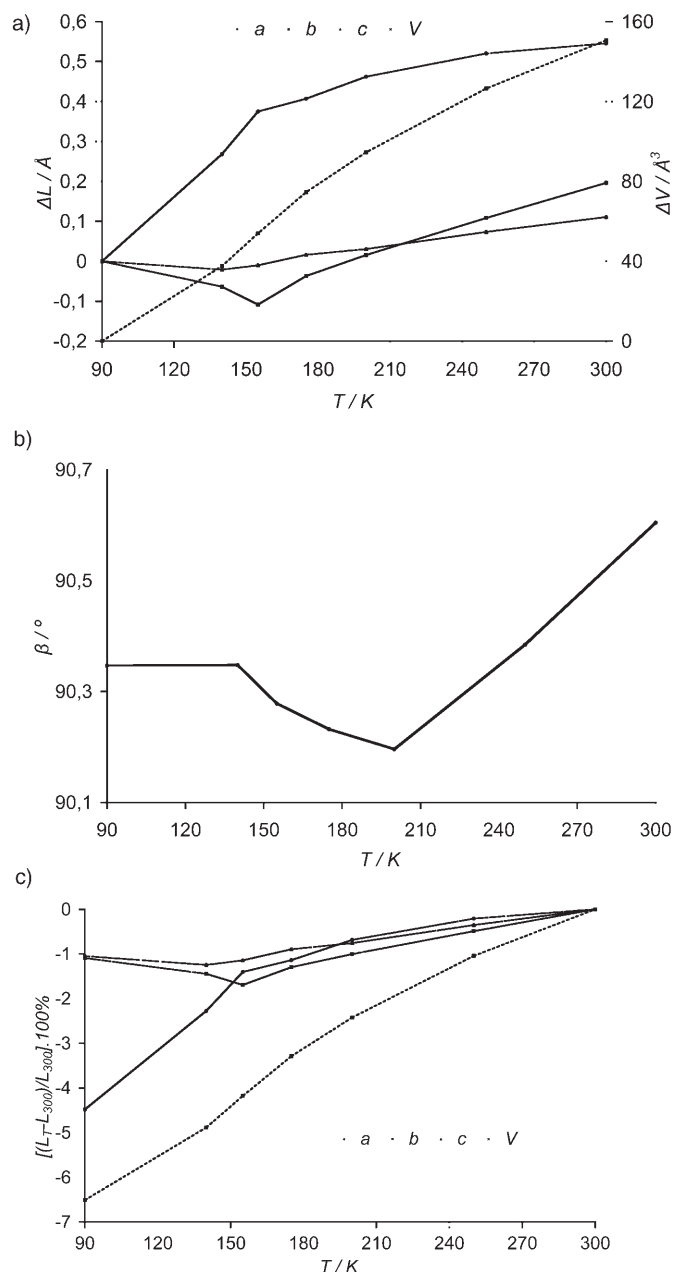 a)
0,6
0,5
0,4
0,3
0,2
0,1
0
-0,1
-0,2
ΔL / Å
· a · b · c · V
160
120
80
40
0
ΔV / Å³
90 120 150 180 210 240 270 300
T / K
b)
90,7
90,5
90,3
90,1
β / º
90 120 150 180 210 240 270 300
T / K
c)
0
-1
-2
-3
-4
-5
-6
-7
[(L_T-L_300)/L_300].100%
· a · b · c · V
90 120 150 180 210 240 270 300
T / K